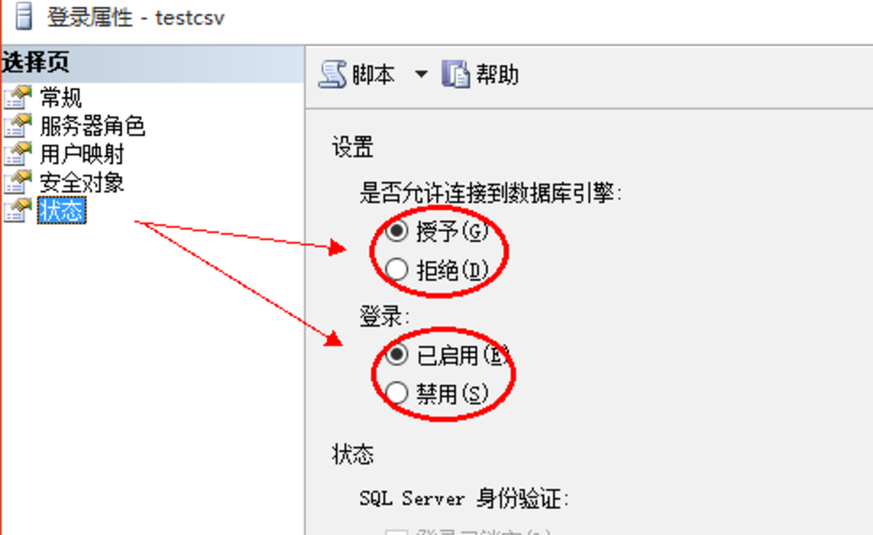 登录属性 - testcsv
选择页
常规
服务器角色
用户映射
安全对象
状态
脚本 帮助
设置
是否允许连接到数据库引擎:
授予(G)
拒绝(D)
登录:
已启用(E)
禁用(S)
状态
SQL Server 身份验证: